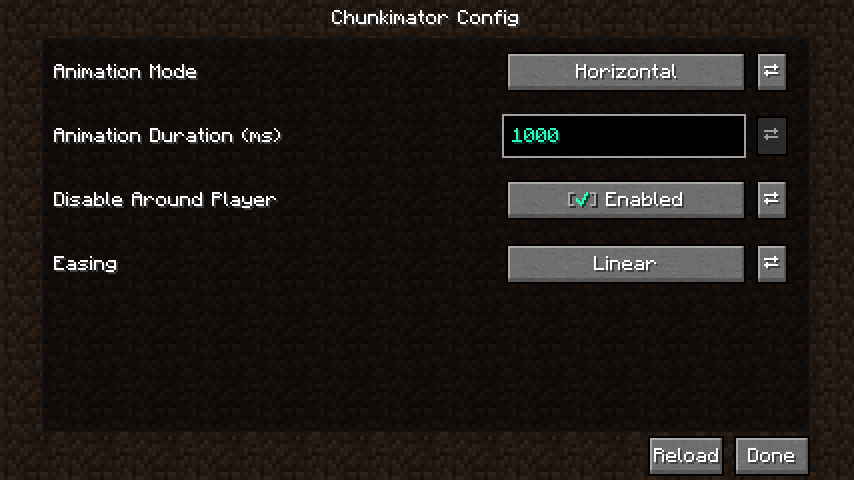 Chunkimator Config
Animation Mode
Horizontal
⇄
Animation Duration (ms)
1000
⇄
Disable Around Player
[✓] Enabled
⇄
Easing
Linear
⇄
Reload
Done